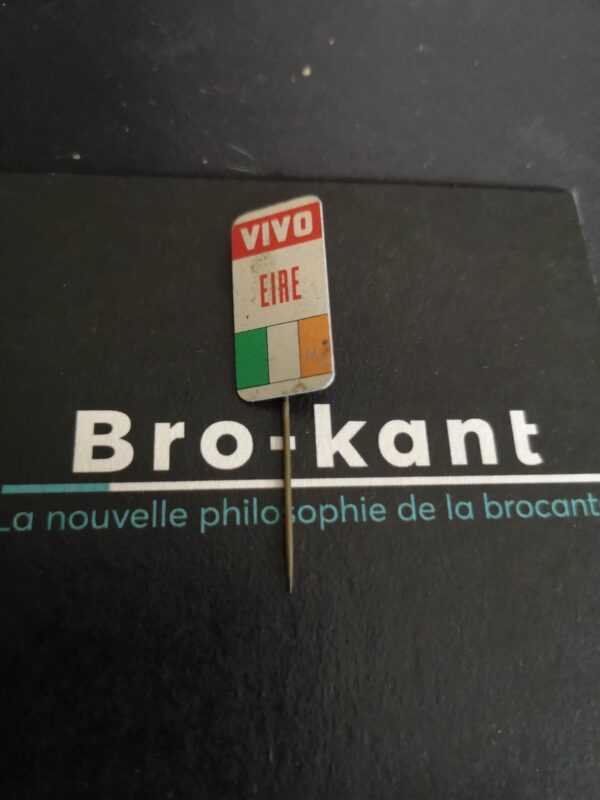 VIVO
EIRE
Bro-kant
La nouvelle philosophie de la brocant